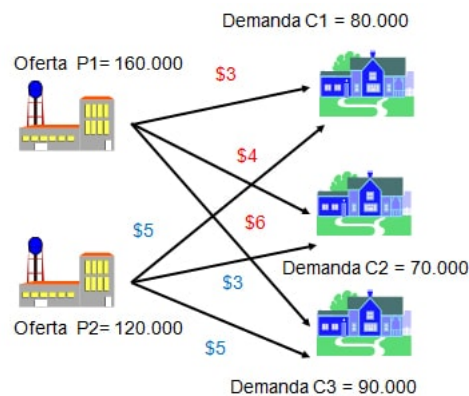 Demanda C1 = 80.000
Oferta P1= 160.000
$3
$4
$5
$6
Demanda C2 = 70.000
$3
Oferta P2= 120.000
$5
Demanda C3 = 90.000